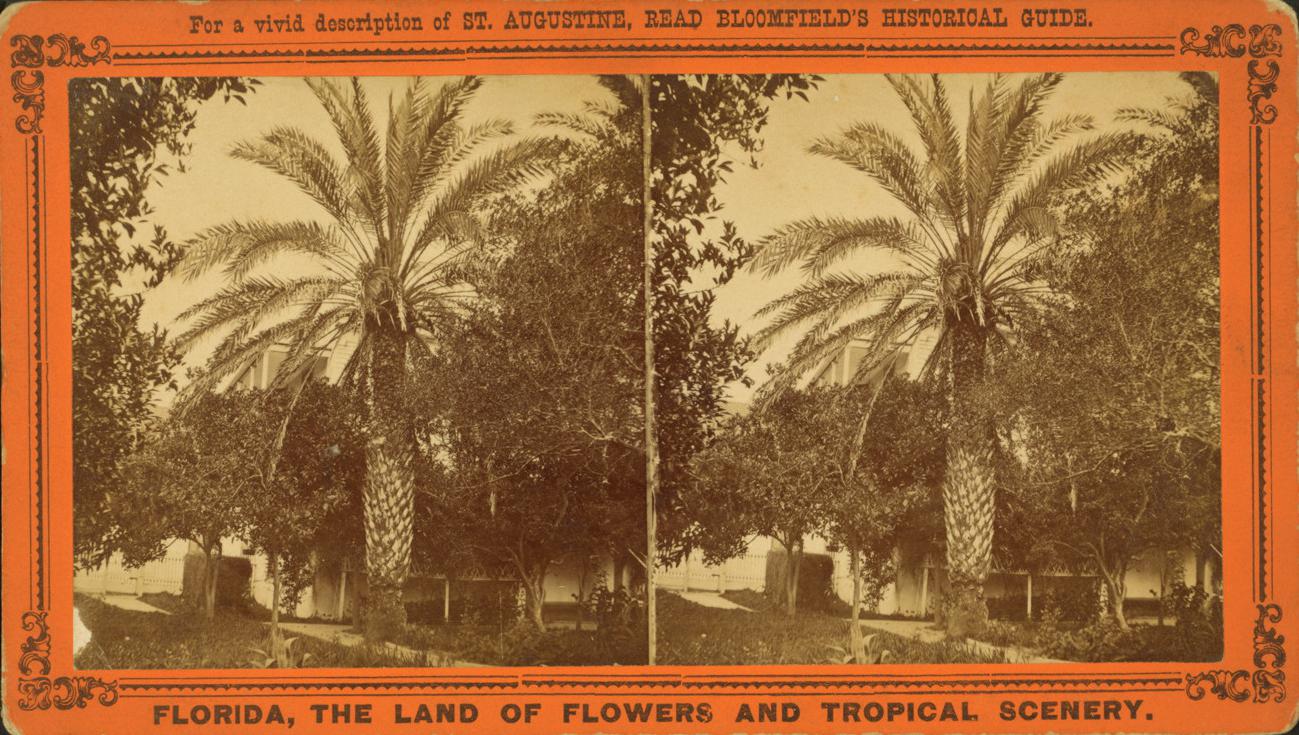 For a vivid description of ST. AUGUSTINE, READ BLOOMFIELD'S HISTORICAL GUIDE.
FLORIDA, THE LAND OF FLOWERS AND TROPICAL SCENERY.